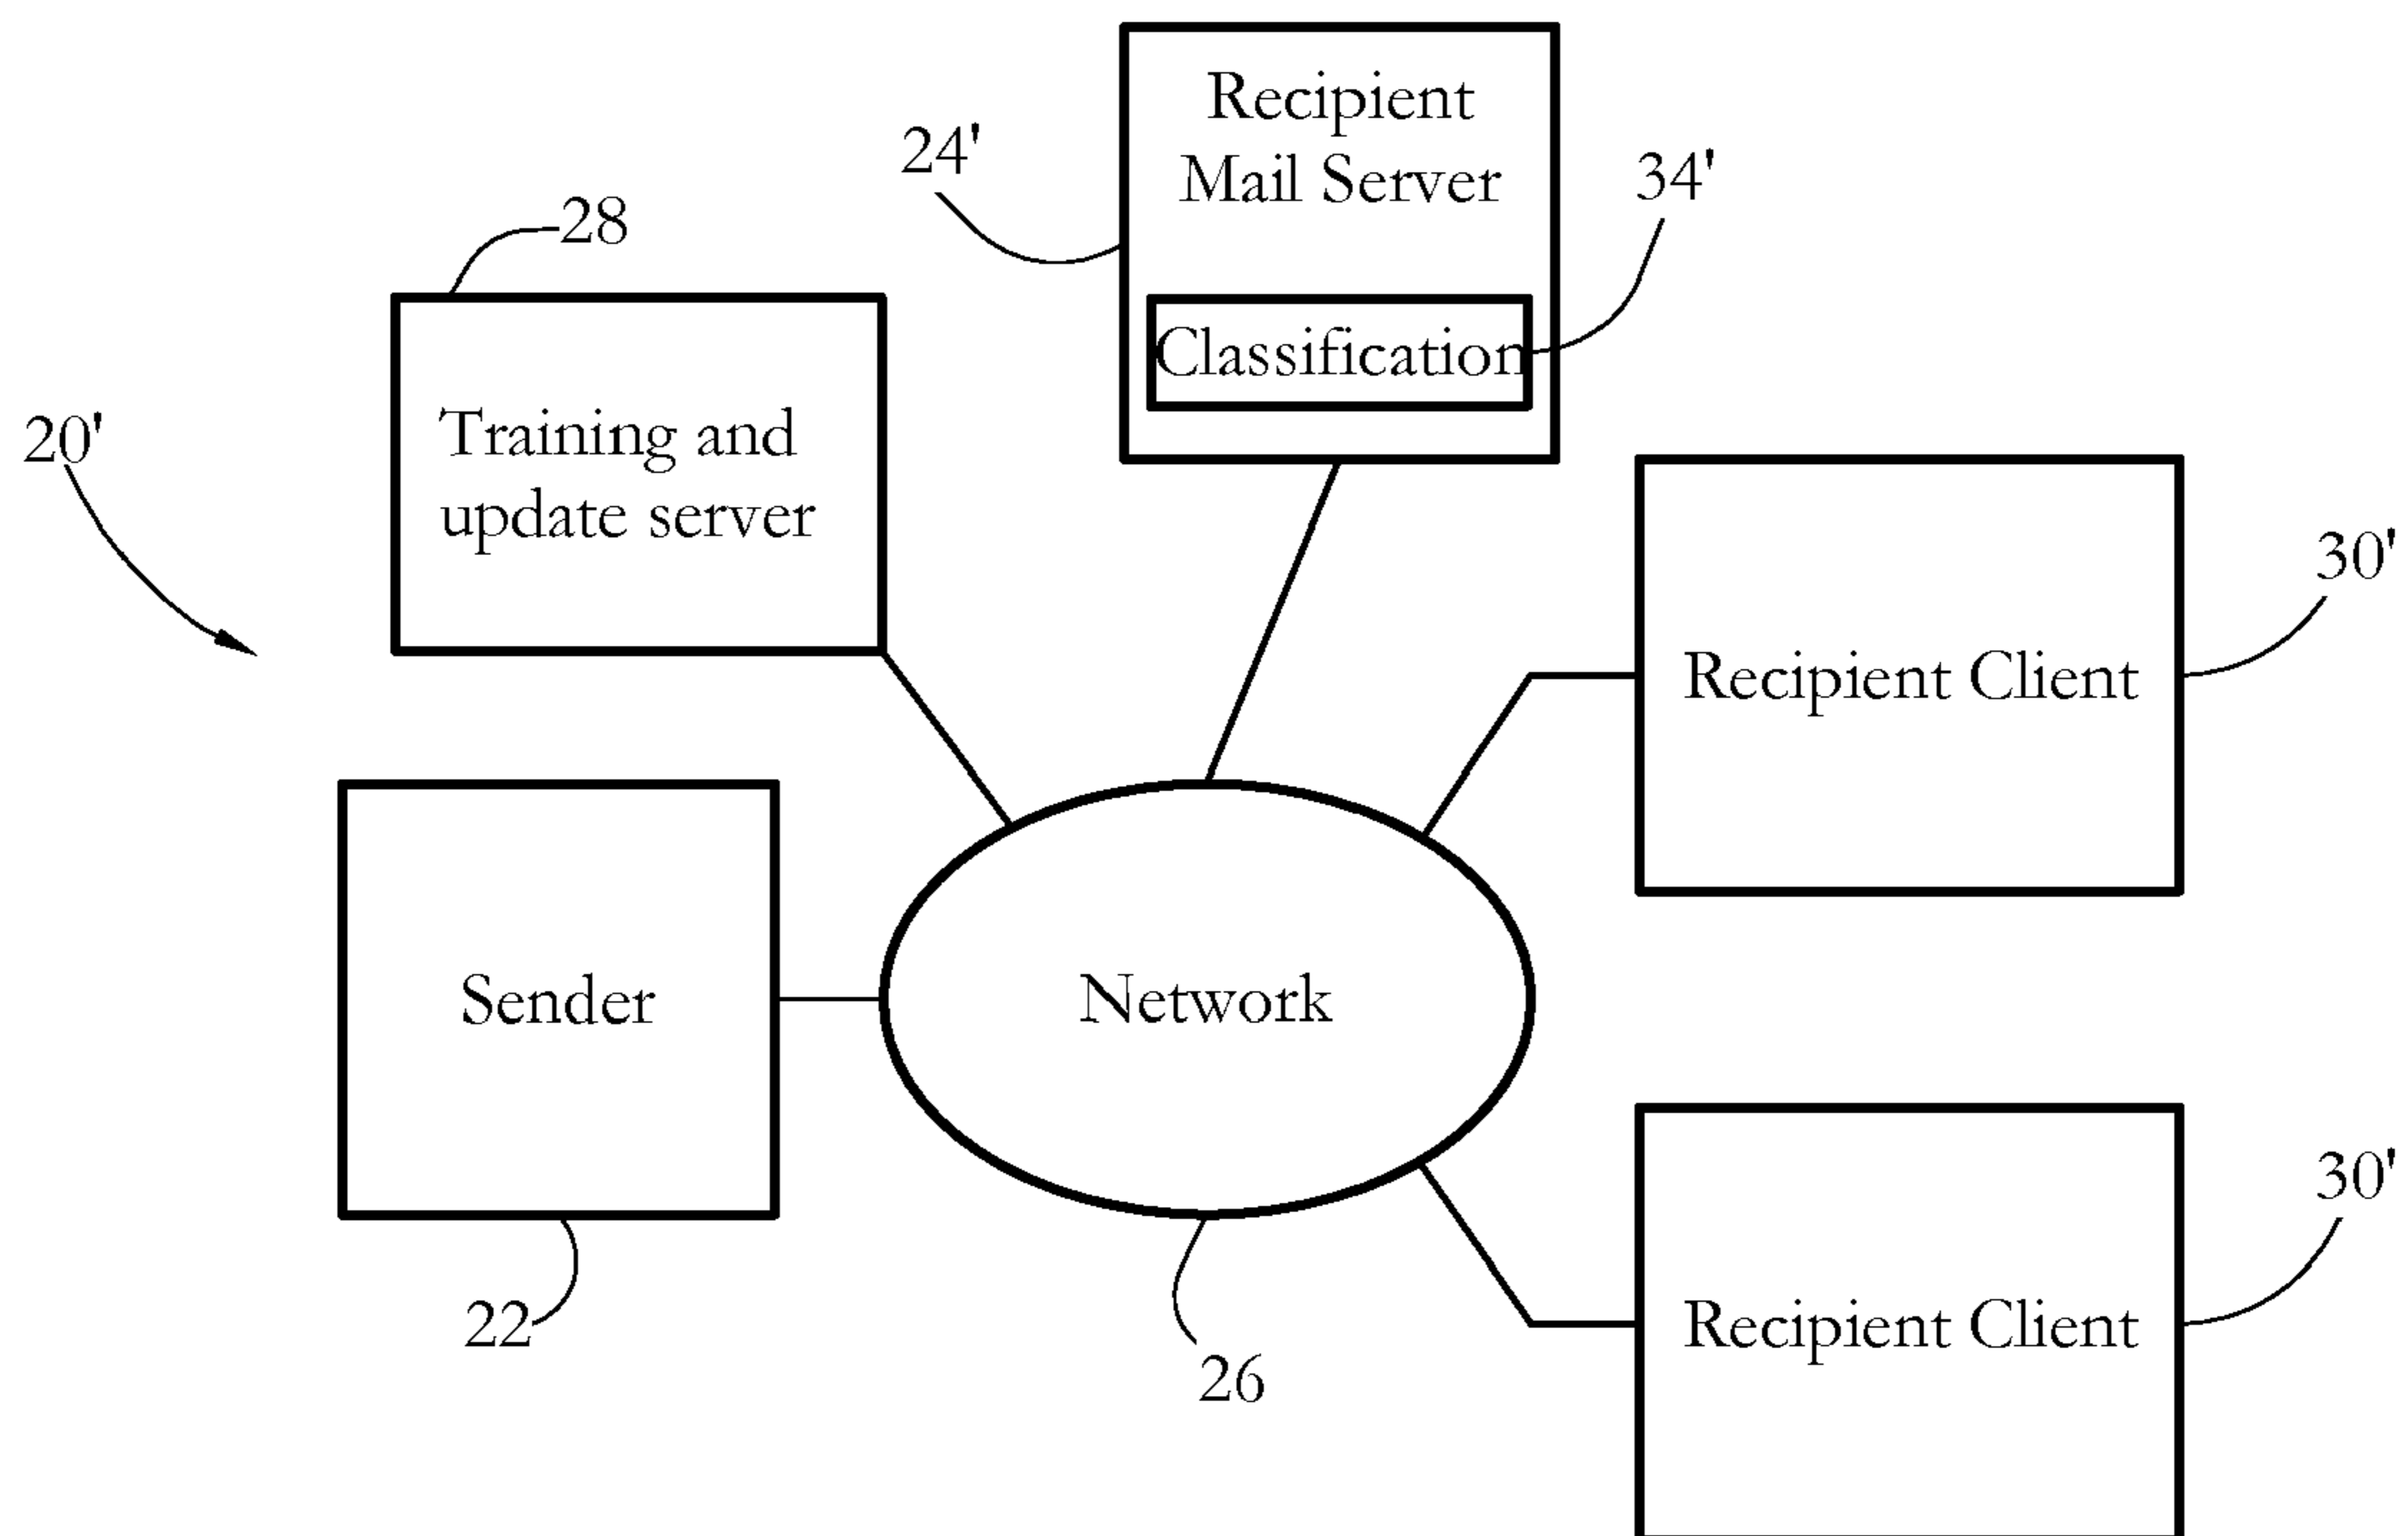 Recipient
Mail Server
24'
34'
28
Classification
Training and
update server
20'
30'
Recipient Client
Sender
Network
30'
Recipient Client
22
26